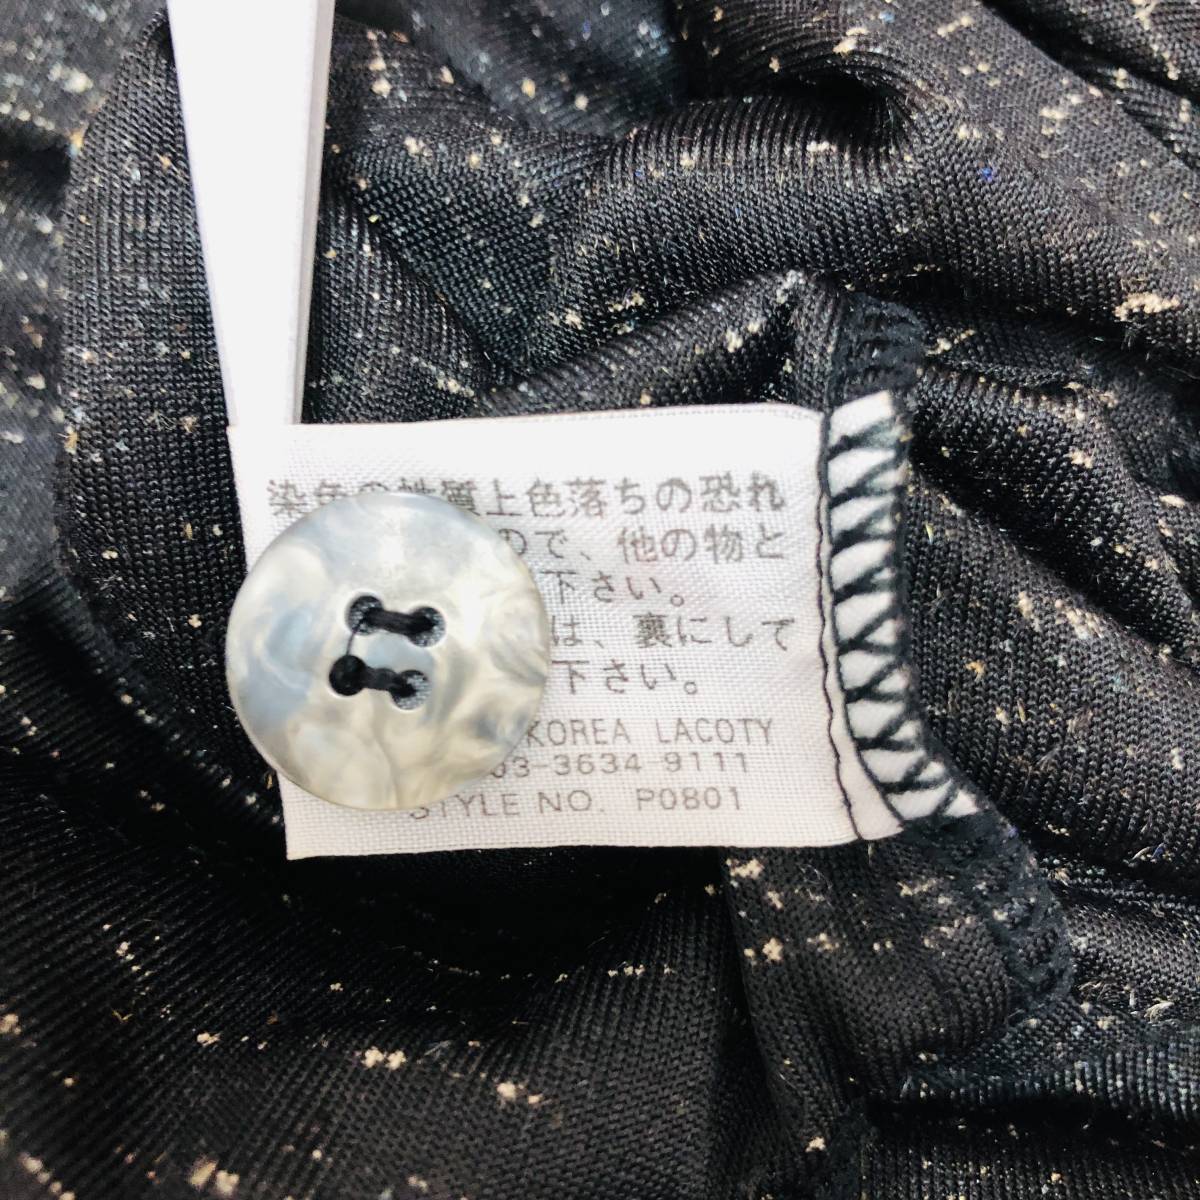 染色の地質上色落ちの恐れ
ので、他の物と
下さい。
は、裏にして
下さい。
KOREA LACOTY
03-3634-9111
STYLE NO. P0801